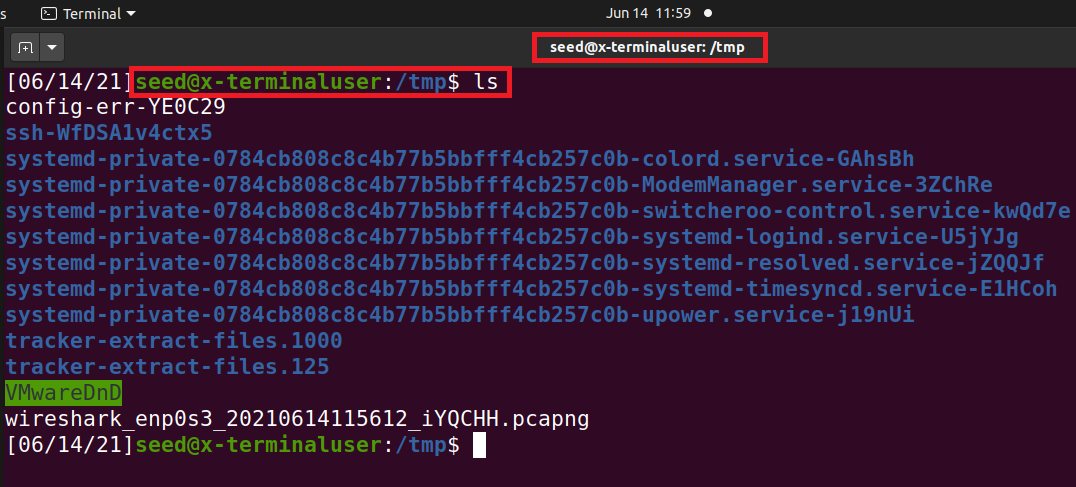 s Terminal Jun 14 11:59
seed@x-terminaluser: /tmp
[06/14/21]seed@x-terminaluser:/tmp$ ls
config-err-YE0C29
ssh-WfDSA1v4ctx5
systemd-private-0784cb808c8c4b77b5bbfff4cb257c0b-colord.service-GAhsBh
systemd-private-0784cb808c8c4b77b5bbfff4cb257c0b-ModemManager.service-3ZChRe
systemd-private-0784cb808c8c4b77b5bbfff4cb257c0b-switcheroo-control.service-kwQd7e
systemd-private-0784cb808c8c4b77b5bbfff4cb257c0b-systemd-logind.service-U5jYJg
systemd-private-0784cb808c8c4b77b5bbfff4cb257c0b-systemd-resolved.service-jZQQJf
systemd-private-0784cb808c8c4b77b5bbfff4cb257c0b-systemd-timesyncd.service-E1HCoh
systemd-private-0784cb808c8c4b77b5bbfff4cb257c0b-upower.service-j19nUi
tracker-extract-files.1000
tracker-extract-files.125
VMwareDnD
wireshark_enp0s3_20210614115612_iYQCHH.pcapng
[06/14/21]seed@x-terminaluser:/tmp$